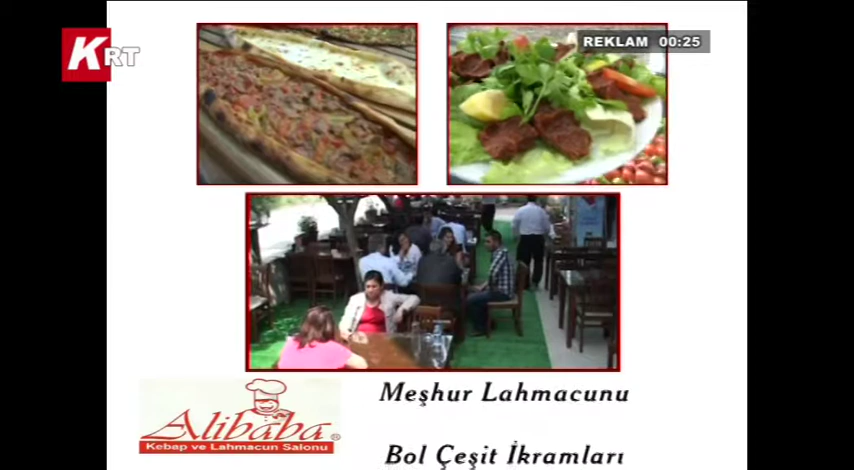 KRT
REKLAM 00:25
Meşhur Lahmacunu
Alibaba®
Kebap ve Lahmacun Salonu
Bol Çeşit İkramları